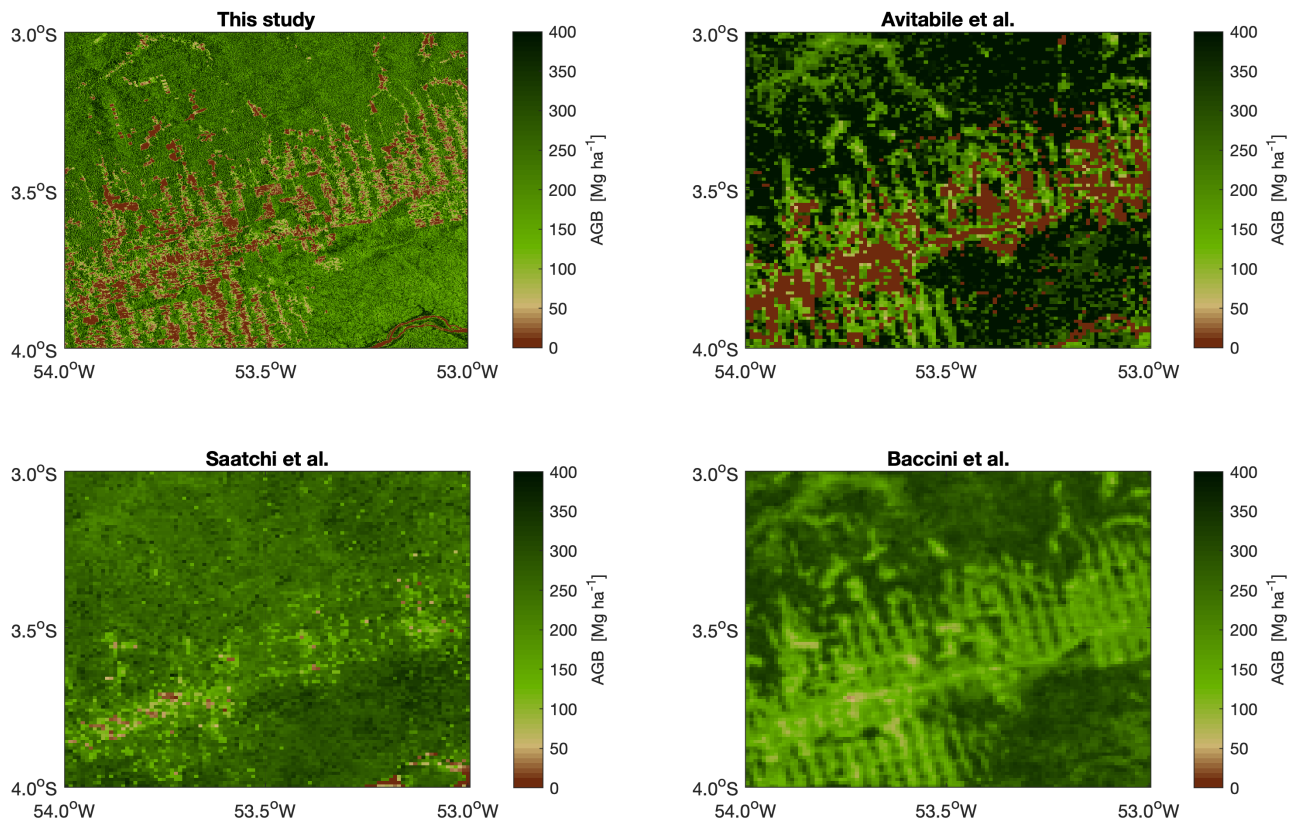 This study
3.0°S
3.5°S
4.0°S
54.0°W 53.5°W 53.0°W
400
350
300
250
200
150
100
50
0
AGB [Mg ha⁻¹]
Avitabile et al.
3.0°S
3.5°S
4.0°S
54.0°W 53.5°W 53.0°W
400
350
300
250
200
150
100
50
0
AGB [Mg ha⁻¹]
Saatchi et al.
3.0°S
3.5°S
4.0°S
54.0°W 53.5°W 53.0°W
400
350
300
250
200
150
100
50
0
AGB [Mg ha⁻¹]
Baccini et al.
3.0°S
3.5°S
4.0°S
54.0°W 53.5°W 53.0°W
400
350
300
250
200
150
100
50
0
AGB [Mg ha⁻¹]